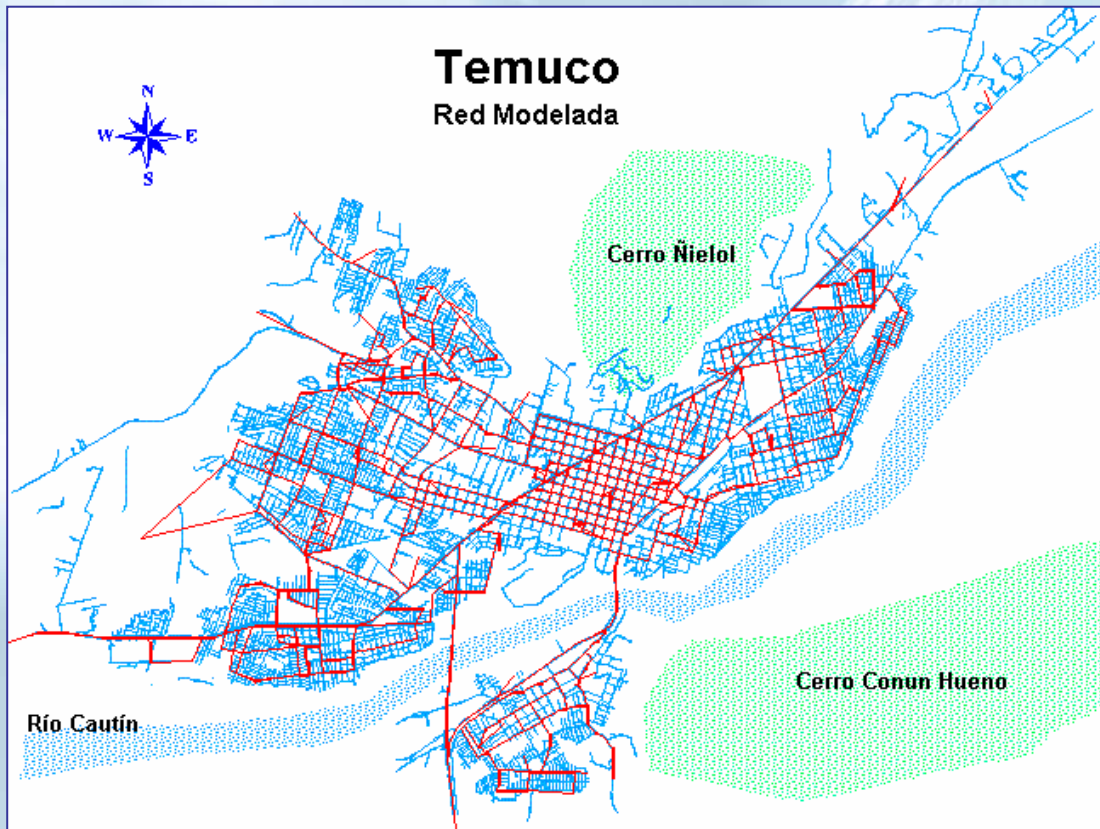 Temuco
Red Modelada
N
W E
S
Cerro Ñielol
Cerro Conun Hueno
Río Cautín